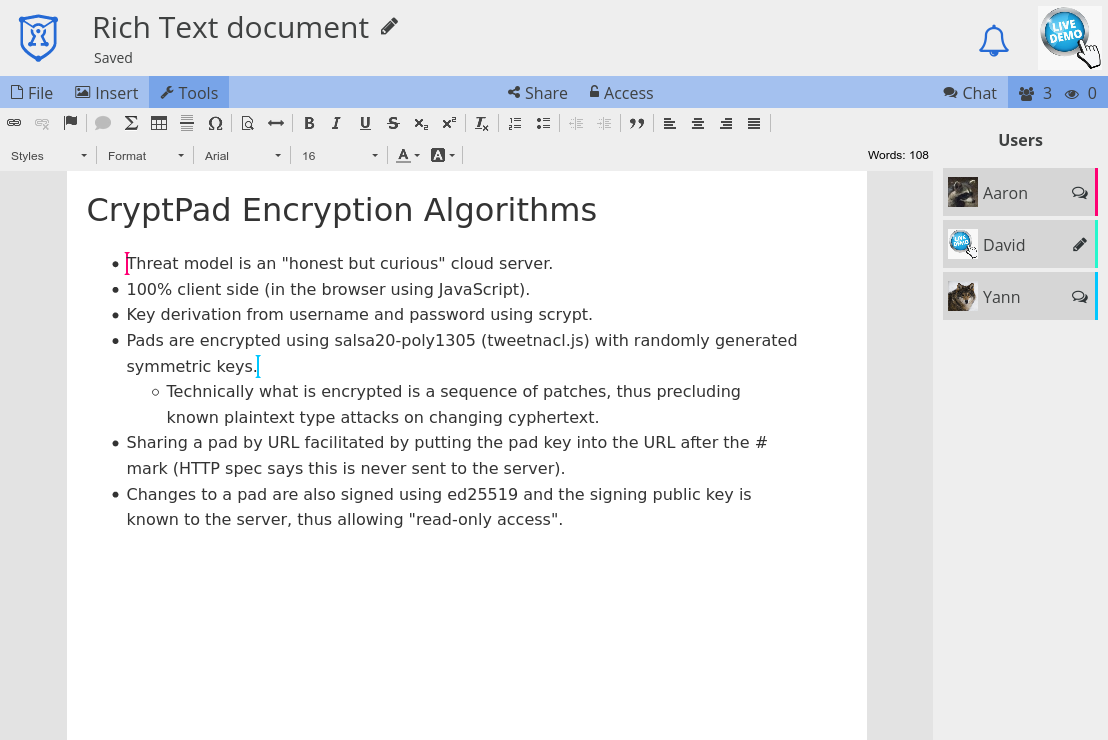 Rich Text document
Saved
LIVE DEMO
File Insert Tools Share Access Chat 3 0
Styles Format Arial 16 A A Words: 108
Users
Aaron
David
Yann
CryptPad Encryption Algorithms
Threat model is an "honest but curious" cloud server.
100% client side (in the browser using JavaScript).
Key derivation from username and password using scrypt.
Pads are encrypted using salsa20-poly1305 (tweetnacl.js) with randomly generated
symmetric keys.
Technically what is encrypted is a sequence of patches, thus precluding
known plaintext type attacks on changing cyphertext.
Sharing a pad by URL facilitated by putting the pad key into the URL after the #
mark (HTTP spec says this is never sent to the server).
Changes to a pad are also signed using ed25519 and the signing public key is
known to the server, thus allowing "read-only access".